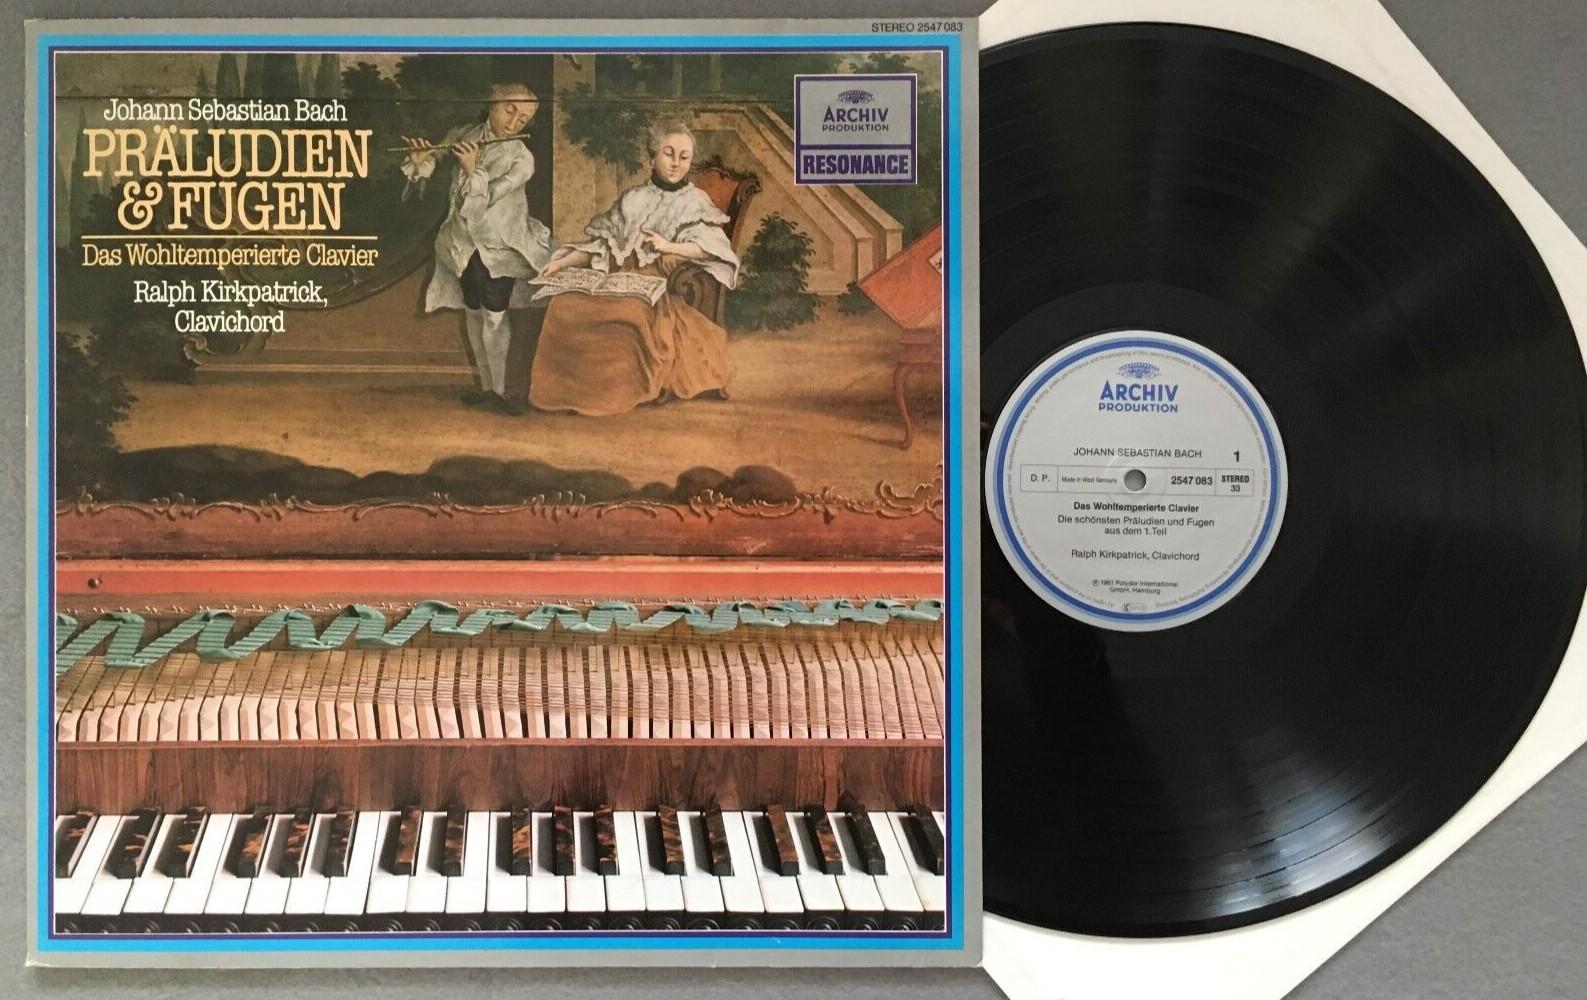 STEREO 2547 083
Johann Sebastian Bach
PRÄLUDIEN
& FUGEN
Das Wohltemperierte Clavier
Ralph Kirkpatrick,
Clavichord
ARCHIV
PRODUKTION
RESONANCE
ARCHIV
PRODUKTION
JOHANN SEBASTIAN BACH 1
D. P. Made in West Germany 2547 083 STEREO
33
Das Wohltemperierte Clavier
Die schönsten Präludien und Fugen
aus dem 1. Teil
Ralph Kirkpatrick, Clavichord
Ⓟ 1961 Polydor International
GmbH, Hamburg